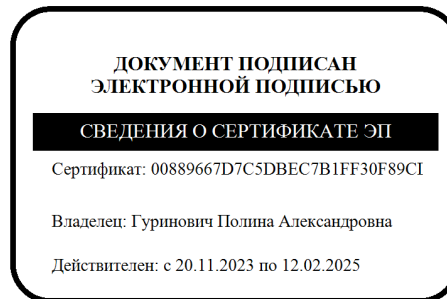 ДОКУМЕНТ ПОДПИСАН
ЭЛЕКТРОННОЙ ПОДПИСЬЮ
СВЕДЕНИЯ О СЕРТИФИКАТЕ ЭП
Сертификат: 00889667D7C5DBEC7B1FF30F89CI
Владелец: Гуринович Полина Александровна
Действителен: с 20.11.2023 по 12.02.2025